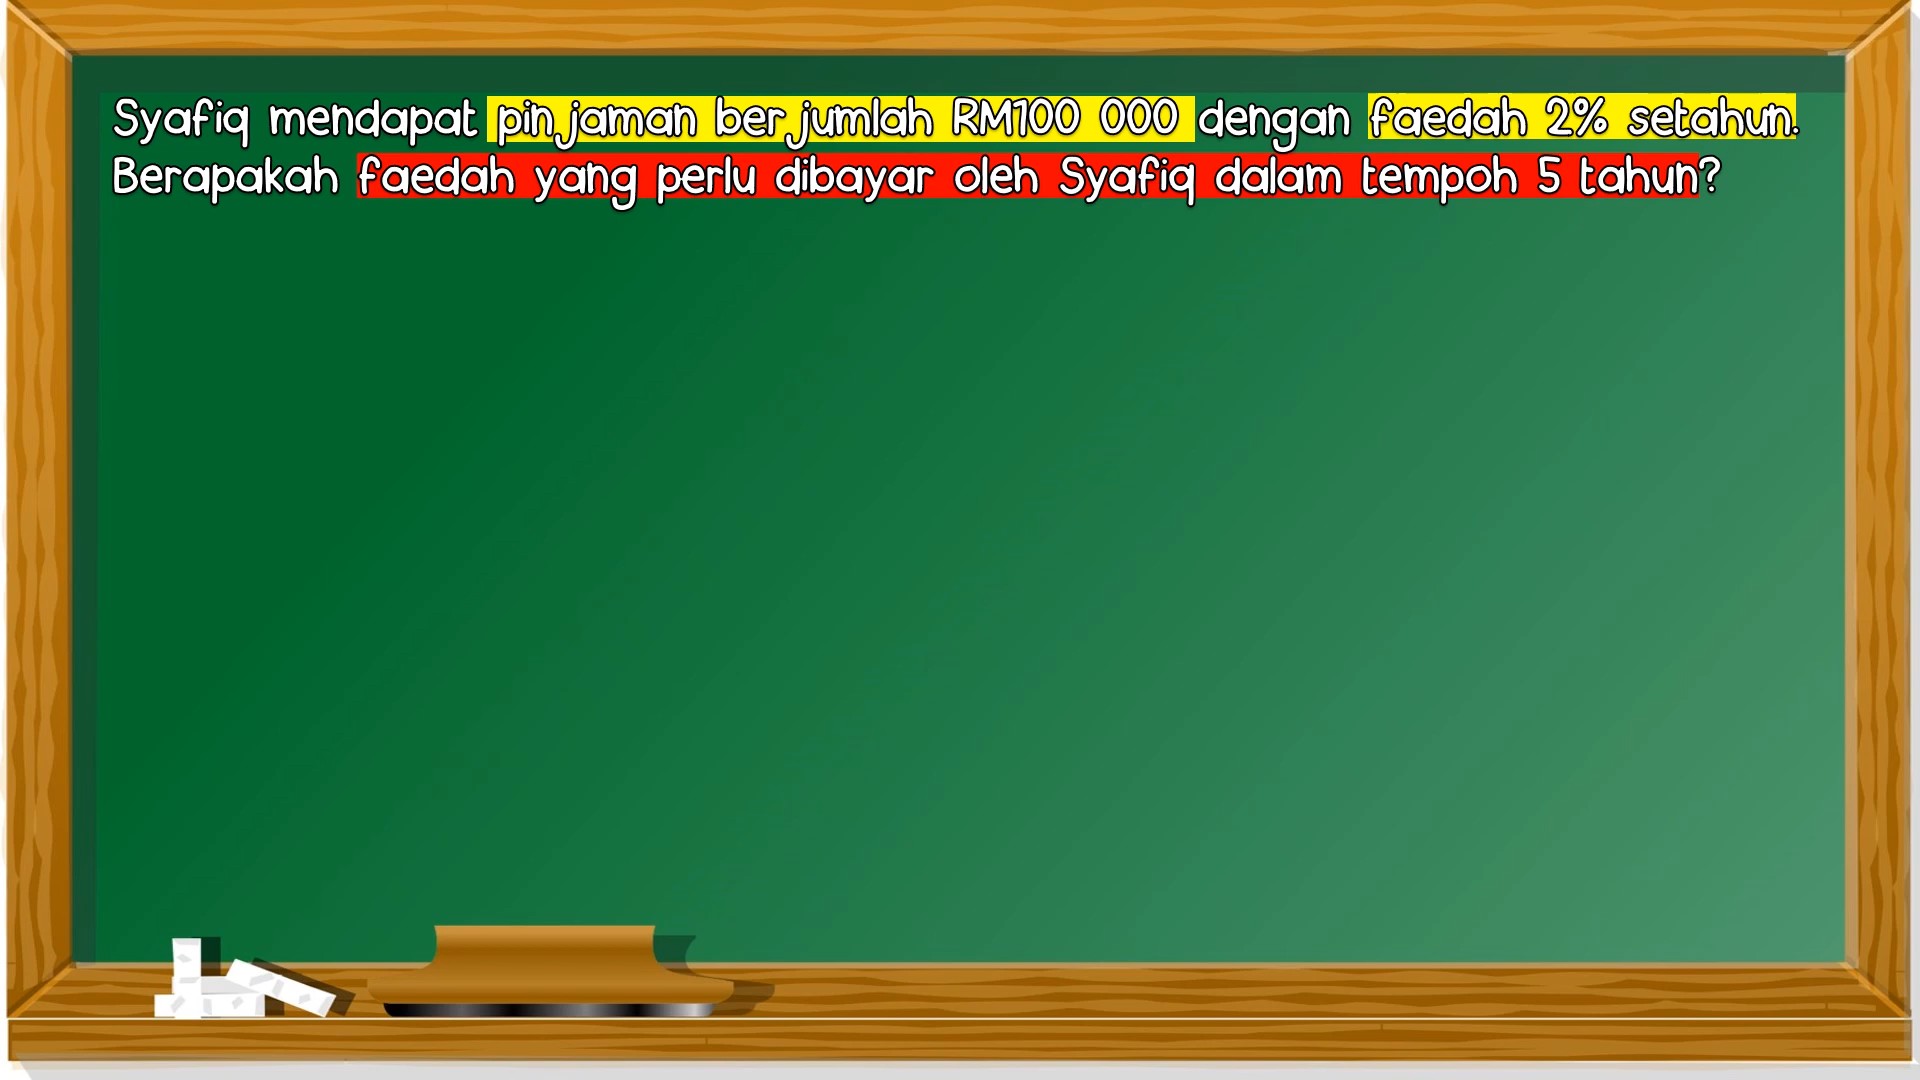 Syafiq mendapat pinjaman berjumlah RM100 000 dengan faedah 2% setahun.
Berapakah faedah yang perlu dibayar oleh Syafiq dalam tempoh 5 tahun?